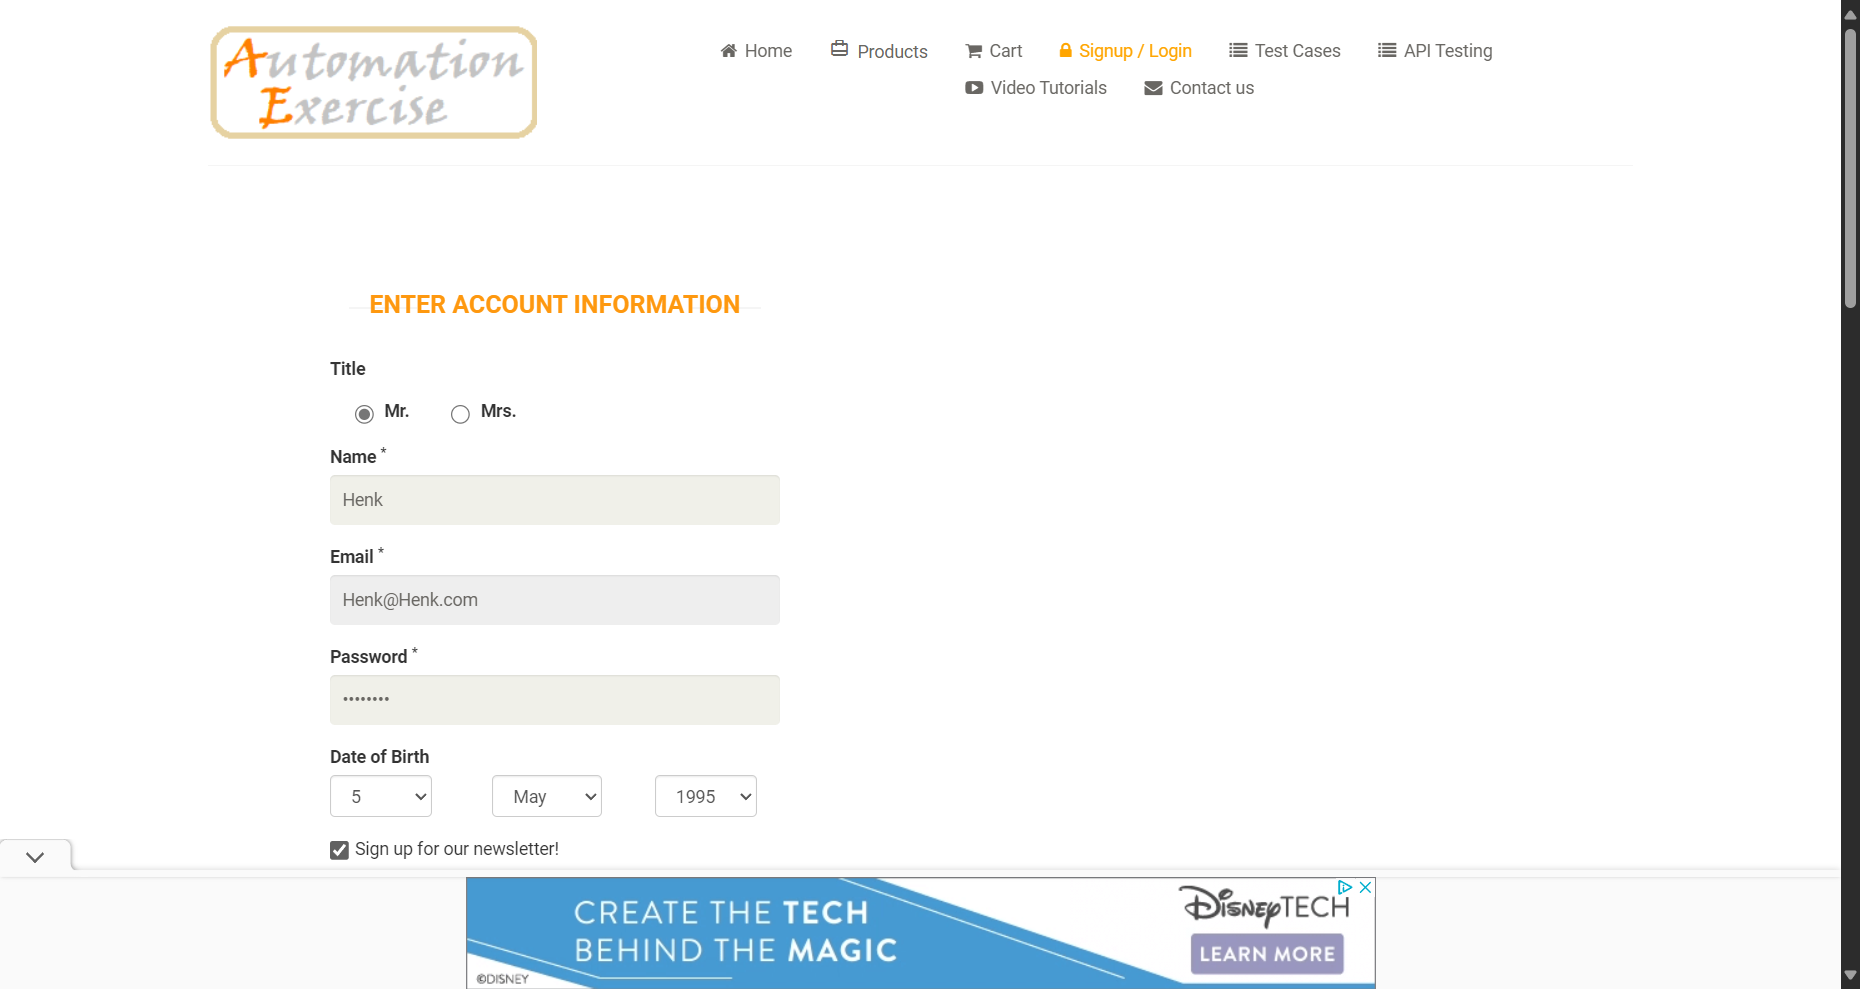 Automation
Exercise
Home
Products
Cart
Signup / Login
Test Cases
API Testing
Video Tutorials
Contact us
ENTER ACCOUNT INFORMATION
Title
Mr.
Mrs.
Name *
Henk
Email *
Henk@Henk.com
Password *
••••••••
Date of Birth
5
May
1995
Sign up for our newsletter!
CREATE THE TECH
BEHIND THE MAGIC
©DISNEY
DISNEY TECH
LEARN MORE